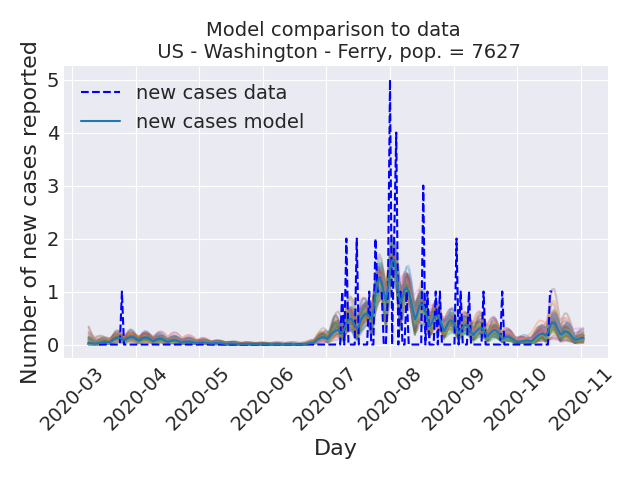 Model comparison to data
US - Washington - Ferry, pop. = 7627
Number of new cases reported
5
4
3
2
1
0
new cases data
new cases model
2020-03
2020-04
2020-05
2020-06
2020-07
2020-08
2020-09
2020-10
2020-11
Day